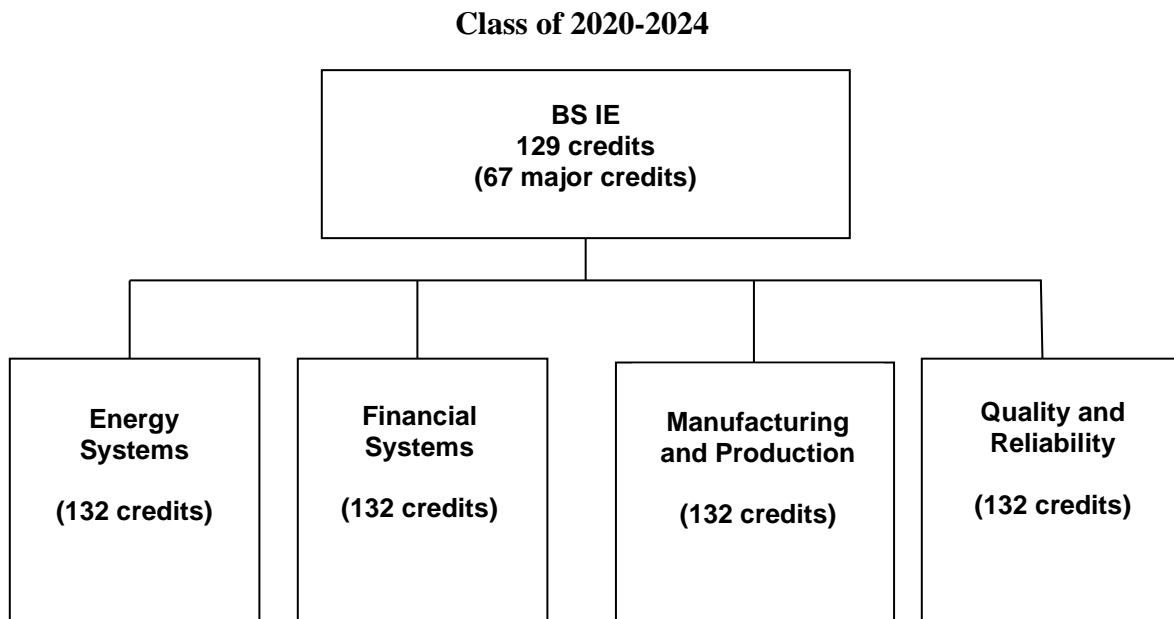 Class of 2020-2024
BS IE
129 credits
(67 major credits)
Energy
Systems
(132 credits)
Financial
Systems
(132 credits)
Manufacturing
and Production
(132 credits)
Quality and
Reliability
(132 credits)